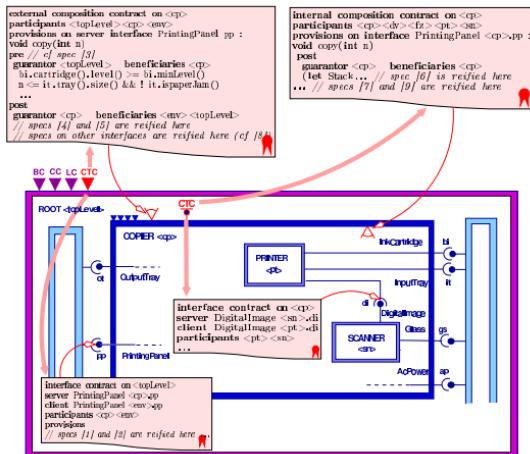 external composition contract on <cp>
participants <topLevel> <cp> <env>
provisions on server interface PrintingPanel pp :
void copy(int n)
pre // cf spec [3]
guarantor <topLevel> beneficiaries <cp>
bi.cartridge().level() >= bi.minLevel()
n <= it.tray().size() && ! it.ispaperJam()
...
post
guarantor <cp> beneficiaries <env><topLevel>
// specs [4] and [5] are reified here
// specs on other interfaces are reified here (cf [8])
internal composition contract on <cp>
participants <cp><dv><fz><pt><sn>
provisions on interface PrintingPanel <cp>.pp :
void copy(int n)
post
guarantor <cp> beneficiaries <cp>
(let Stack... // spec [6] is reified here
... // specs [7] and [9] are reified here
BC CC LC CTC
ROOT <topLevel>
CTC
COPIER <cp>
InkCartridge
bi
PRINTER
<pt>
InputTray
iit
ot
OutputTray
di
DigitalImage
Glass
gs
SCANNER
<sn>
AcPower
ap
pp
PrintingPanel
interface contract on <cp>
server DigitalImage <sn>.di
client DigitalImage <pt>.di
participants <pt> <sn>
...
interface contract on <topLevel>
server PrintingPanel <cp>.pp
client PrintingPanel <env>.pp
participants <cp><env>
provisions
// specs [1] and [2] are reified here ...